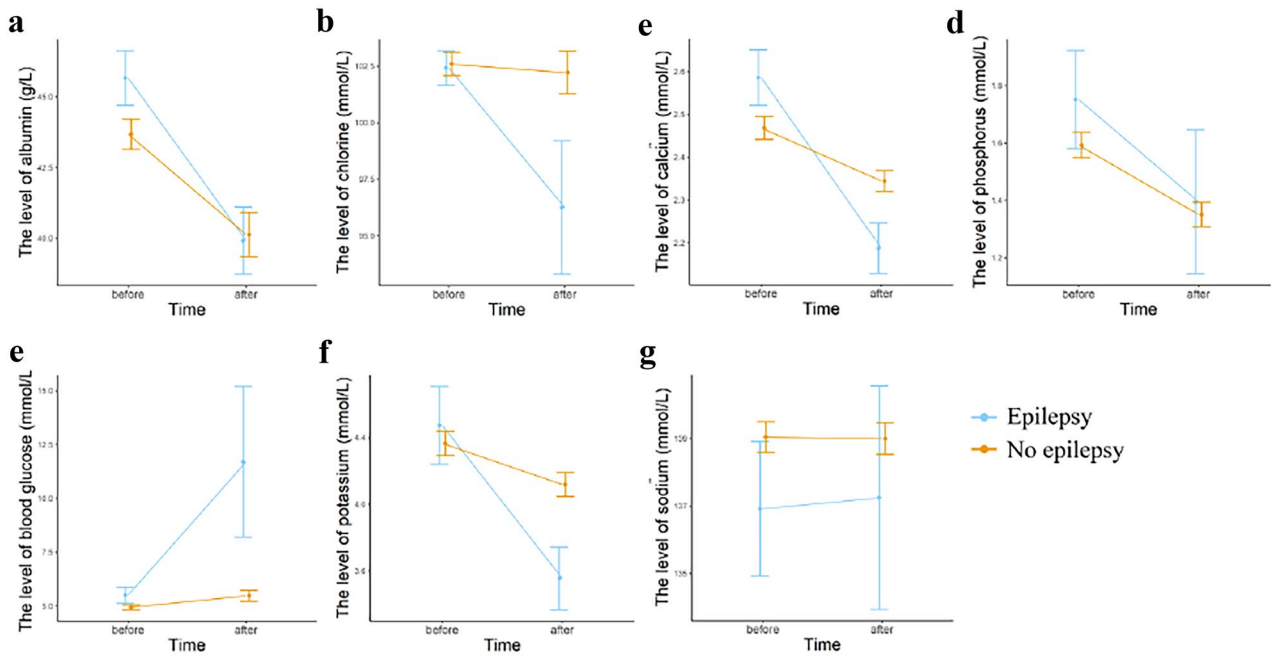 a
The level of albumin (g/L)
45.0
42.5
40.0
before
after
Time
b
The level of chlorine (mmol/L)
102.5
100.0
97.5
95.0
before
after
Time
e
The level of calcium (mmol/L)
2.6
2.5
2.4
2.3
2.2
before
after
Time
d
The level of phosphorus (mmol/L)
1.8
1.6
1.4
1.2
before
after
Time
e
The level of blood glucose (mmol/L
15.0
12.5
10.0
7.5
5.0
before
after
Time
f
The level of potassium (mmol/L)
4.4
4.0
3.6
before
after
Time
g
The level of sodium (mmol/L)
139
137
135
before
after
Time
Epilepsy
No epilepsy